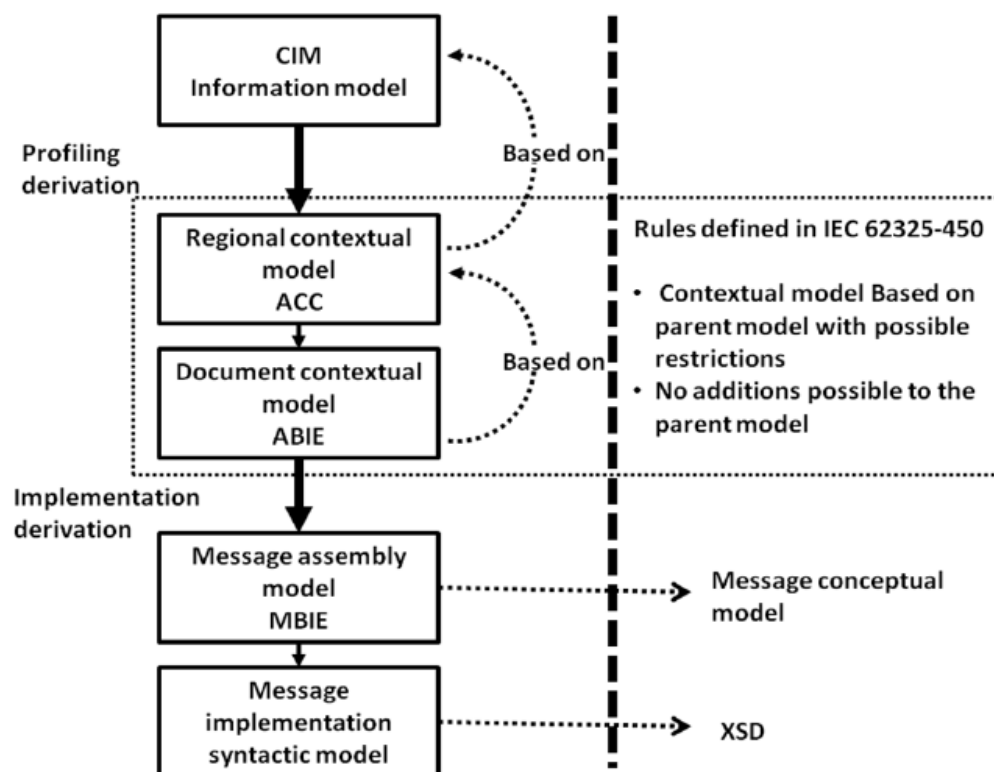 CIM
Information model
Profiling
derivation
Based on
Regional contextual
model
ACC
Rules defined in IEC 62325-450
• Contextual model Based on
parent model with possible
restrictions
• No additions possible to the
parent model
Document contextual
model
ABIE
Based on
Implementation
derivation
Message assembly
model
MBIE
Message conceptual
model
Message
implementation
syntactic model
XSD